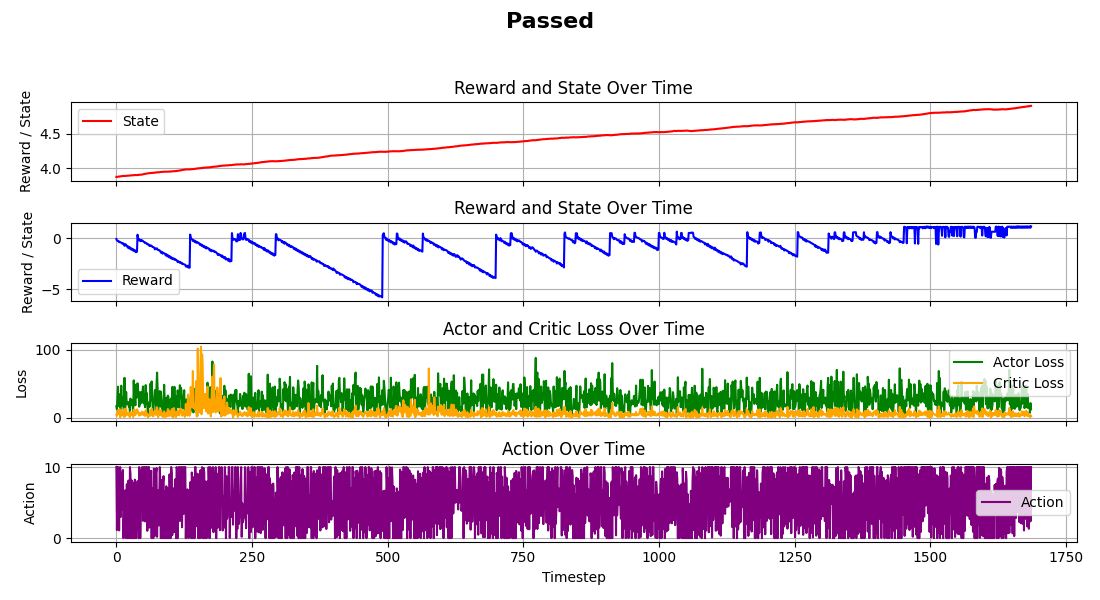 Passed
Reward and State Over Time
Reward / State
4.5
4.0
State
Reward and State Over Time
Reward / State
0
−5
Reward
Actor and Critic Loss Over Time
Loss
100
0
Actor Loss
Critic Loss
Action Over Time
Action
10
0
Action
0 250 500 750 1000 1250 1500 1750
Timestep